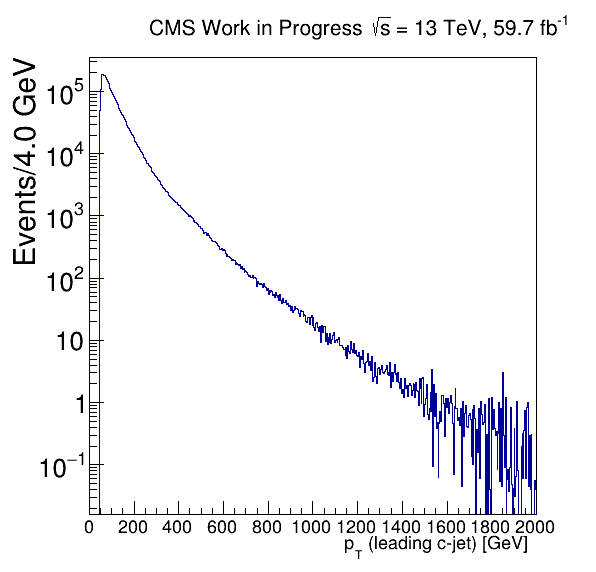 CMS Work in Progress √s = 13 TeV, 59.7 fb⁻¹
Events/4.0 GeV
10⁵
10⁴
10³
10²
10
1
10⁻¹
0 200 400 600 800 1000 1200 1400 1600 1800 2000
p_T (leading c-jet) [GeV]